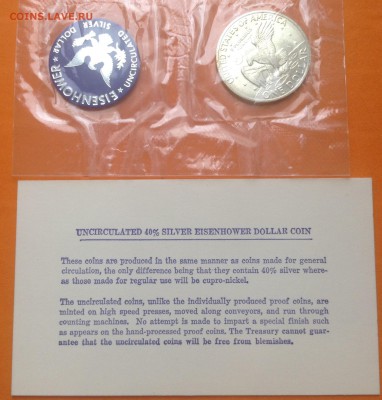 COINS.ЛАВЕ.РУ
EISENHOWER
UNCIRCULATED SILVER DOLLAR
UNITED STATES OF AMERICA
ONE DOLLAR
UNCIRCULATED 40% SILVER EISENHOWER DOLLAR COIN
These coins are produced in the same manner as coins made for general
circulation, the only difference being that they contain 40% silver where-
as these made for regular use will be cupro-nickel.
The uncirculated coins, unlike the individually produced proof coins, are
minted on high speed presses, moved along conveyors, and run through
counting machines. No attempt is made to impart a special finish such
as appears on the hand-processed proof coins. The Treasury cannot guar-
antee that the uncirculated coins will be free from blemishes.